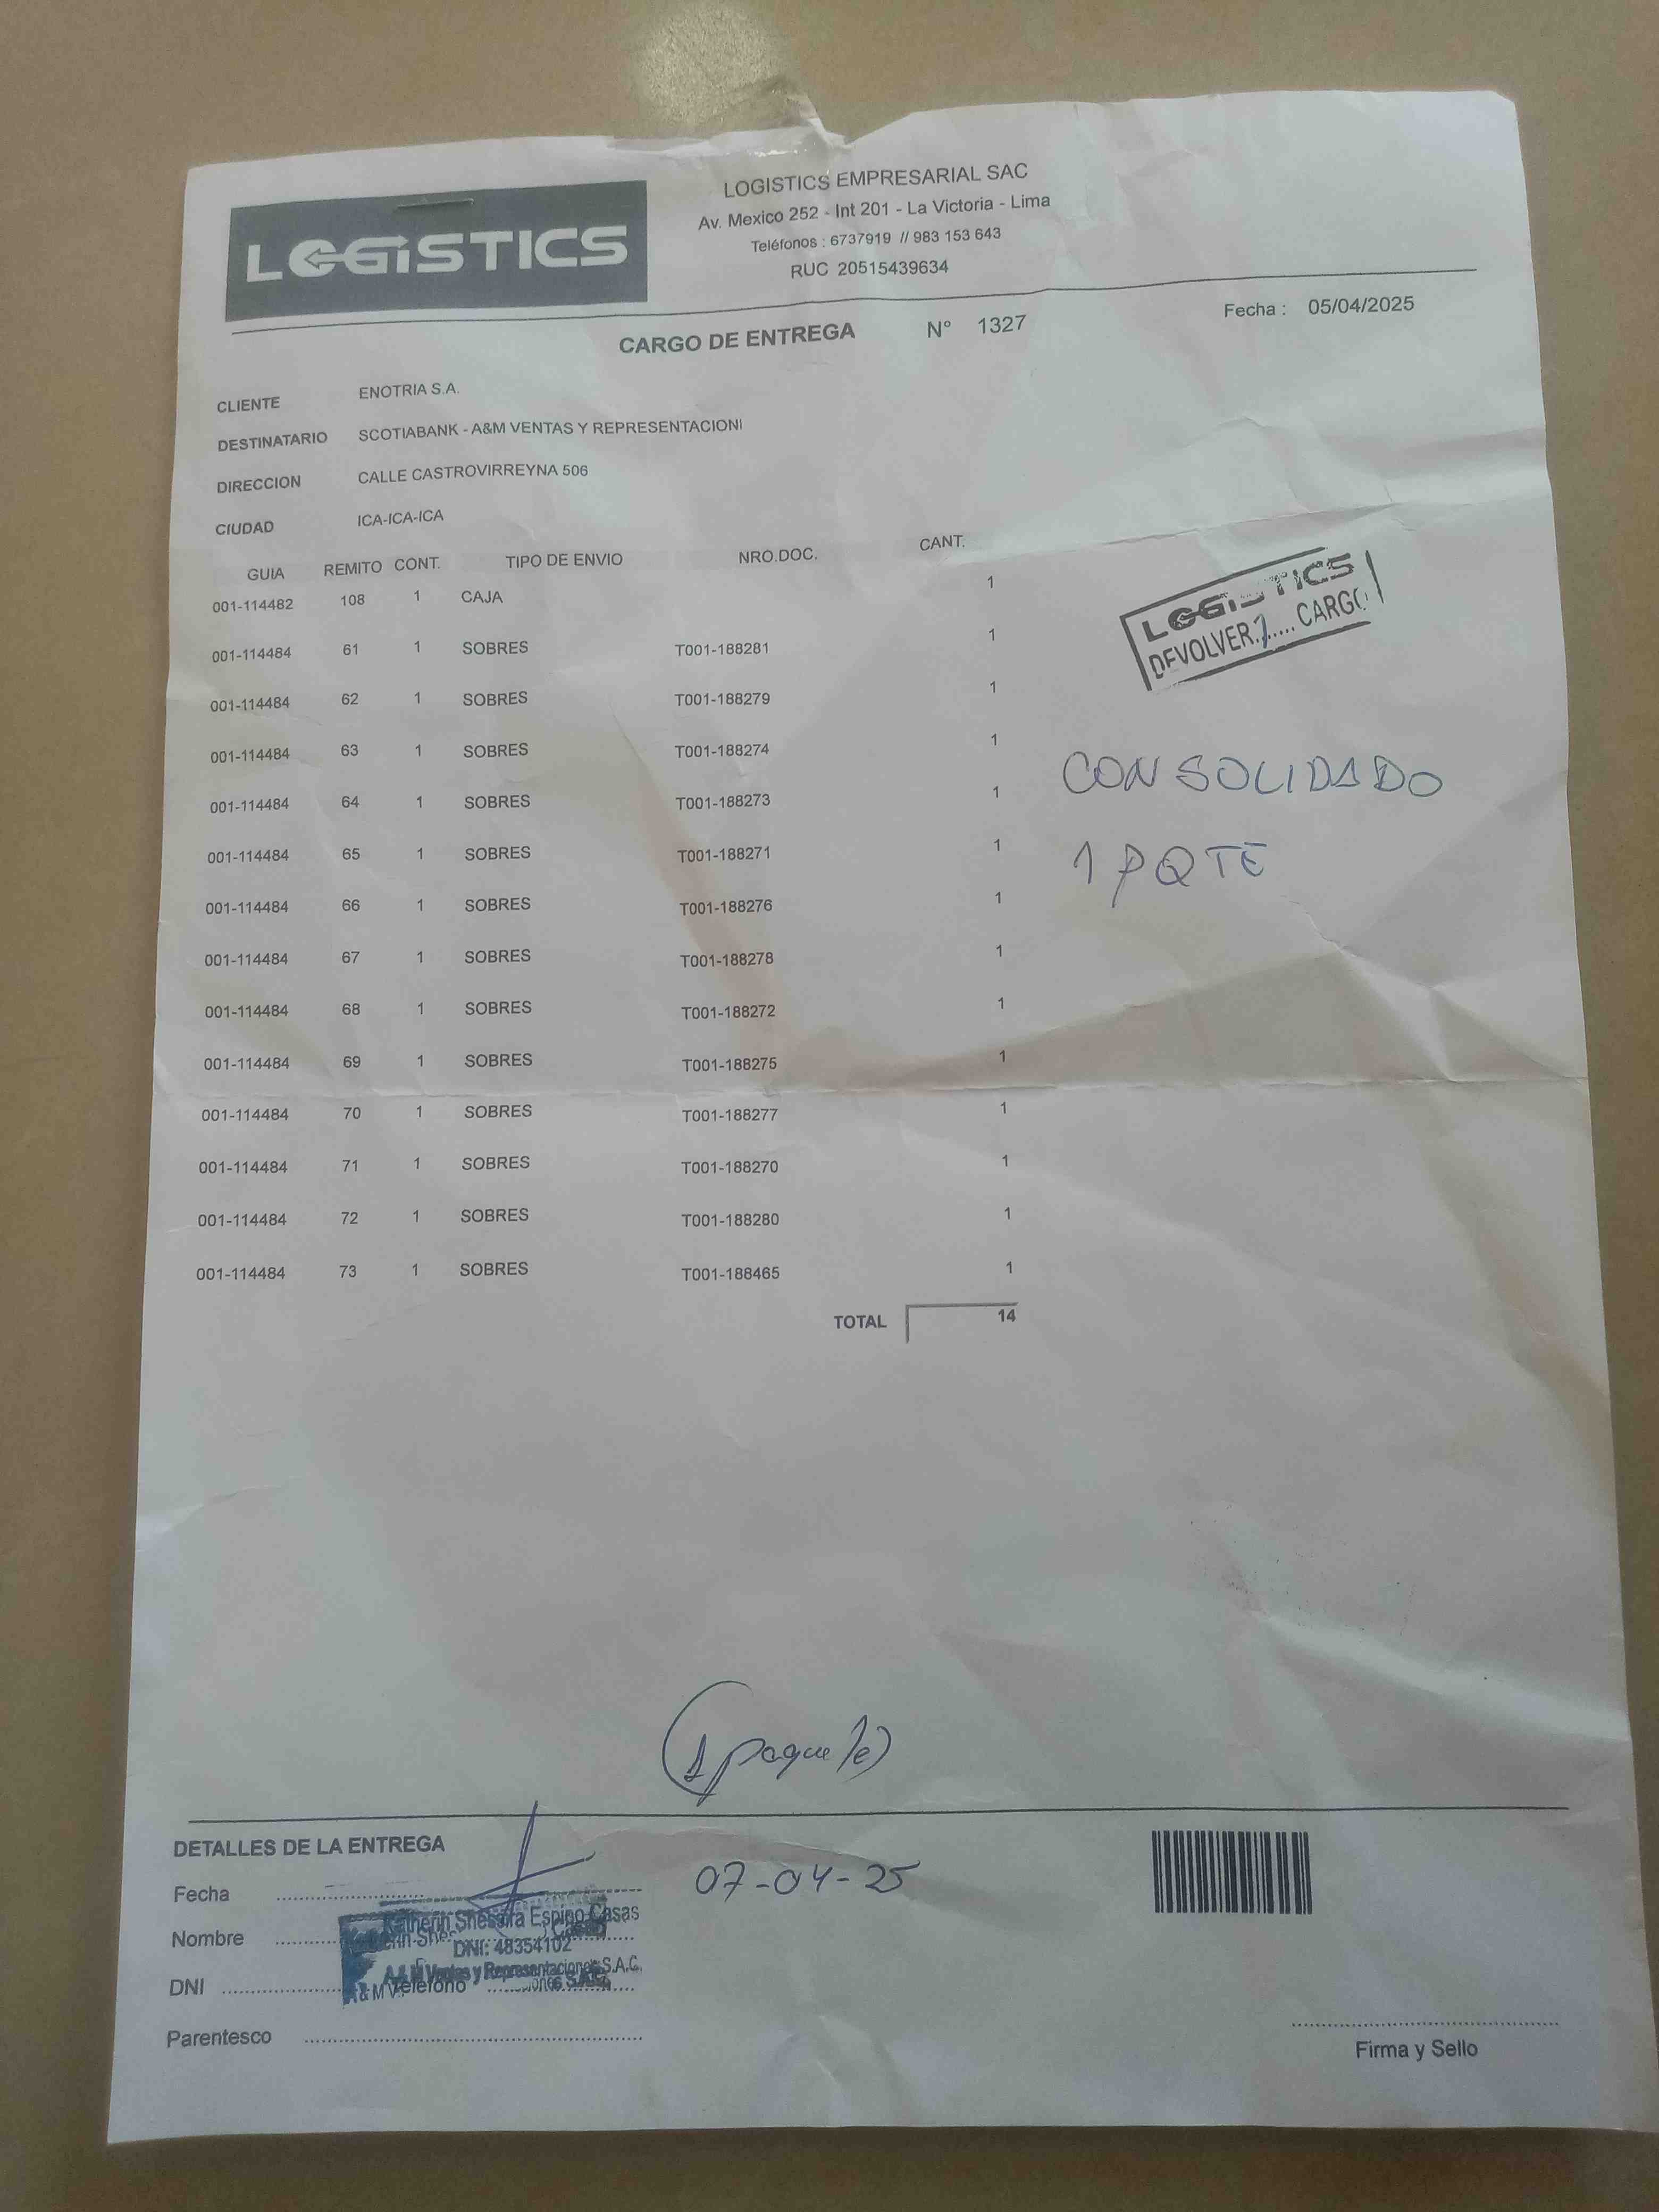 LOGISTICS
LOGISTICS EMPRESARIAL SAC
Av. Mexico 252 - Int 201 - La Victoria - Lima
Teléfonos : 6737919 // 983 153 643
RUC 20515439634
CARGO DE ENTREGA N° 1327
Fecha : 05/04/2025
CLIENTE ENOTRIA S.A.
DESTINATARIO SCOTIABANK - A&M VENTAS Y REPRESENTACIONI
DIRECCION CALLE CASTROVIRREYNA 506
CIUDAD ICA-ICA-ICA
GUIA REMITO CONT. TIPO DE ENVIO NRO.DOC. CANT.
001-114482 108 1 CAJA 1
001-114484 61 1 SOBRES T001-188281 1
001-114484 62 1 SOBRES T001-188279 1
001-114484 63 1 SOBRES T001-188274 1
001-114484 64 1 SOBRES T001-188273 1
001-114484 65 1 SOBRES T001-188271 1
001-114484 66 1 SOBRES T001-188276 1
001-114484 67 1 SOBRES T001-188278 1
001-114484 68 1 SOBRES T001-188272 1
001-114484 69 1 SOBRES T001-188275 1
001-114484 70 1 SOBRES T001-188277 1
001-114484 71 1 SOBRES T001-188270 1
001-114484 72 1 SOBRES T001-188280 1
001-114484 73 1 SOBRES T001-188465 1
TOTAL 14
LOGISTICS
DEVOLVER.1..... CARGO
CONSOLIDADO
1 PQTE
(1 paquete)
DETALLES DE LA ENTREGA
Fecha
07-04-25
Nombre
Katherin Espino Casas
DNI: 48354102
A&M Ventas y Representaciones S.A.C.
DNI Teléfono
Parentesco
Firma y Sello